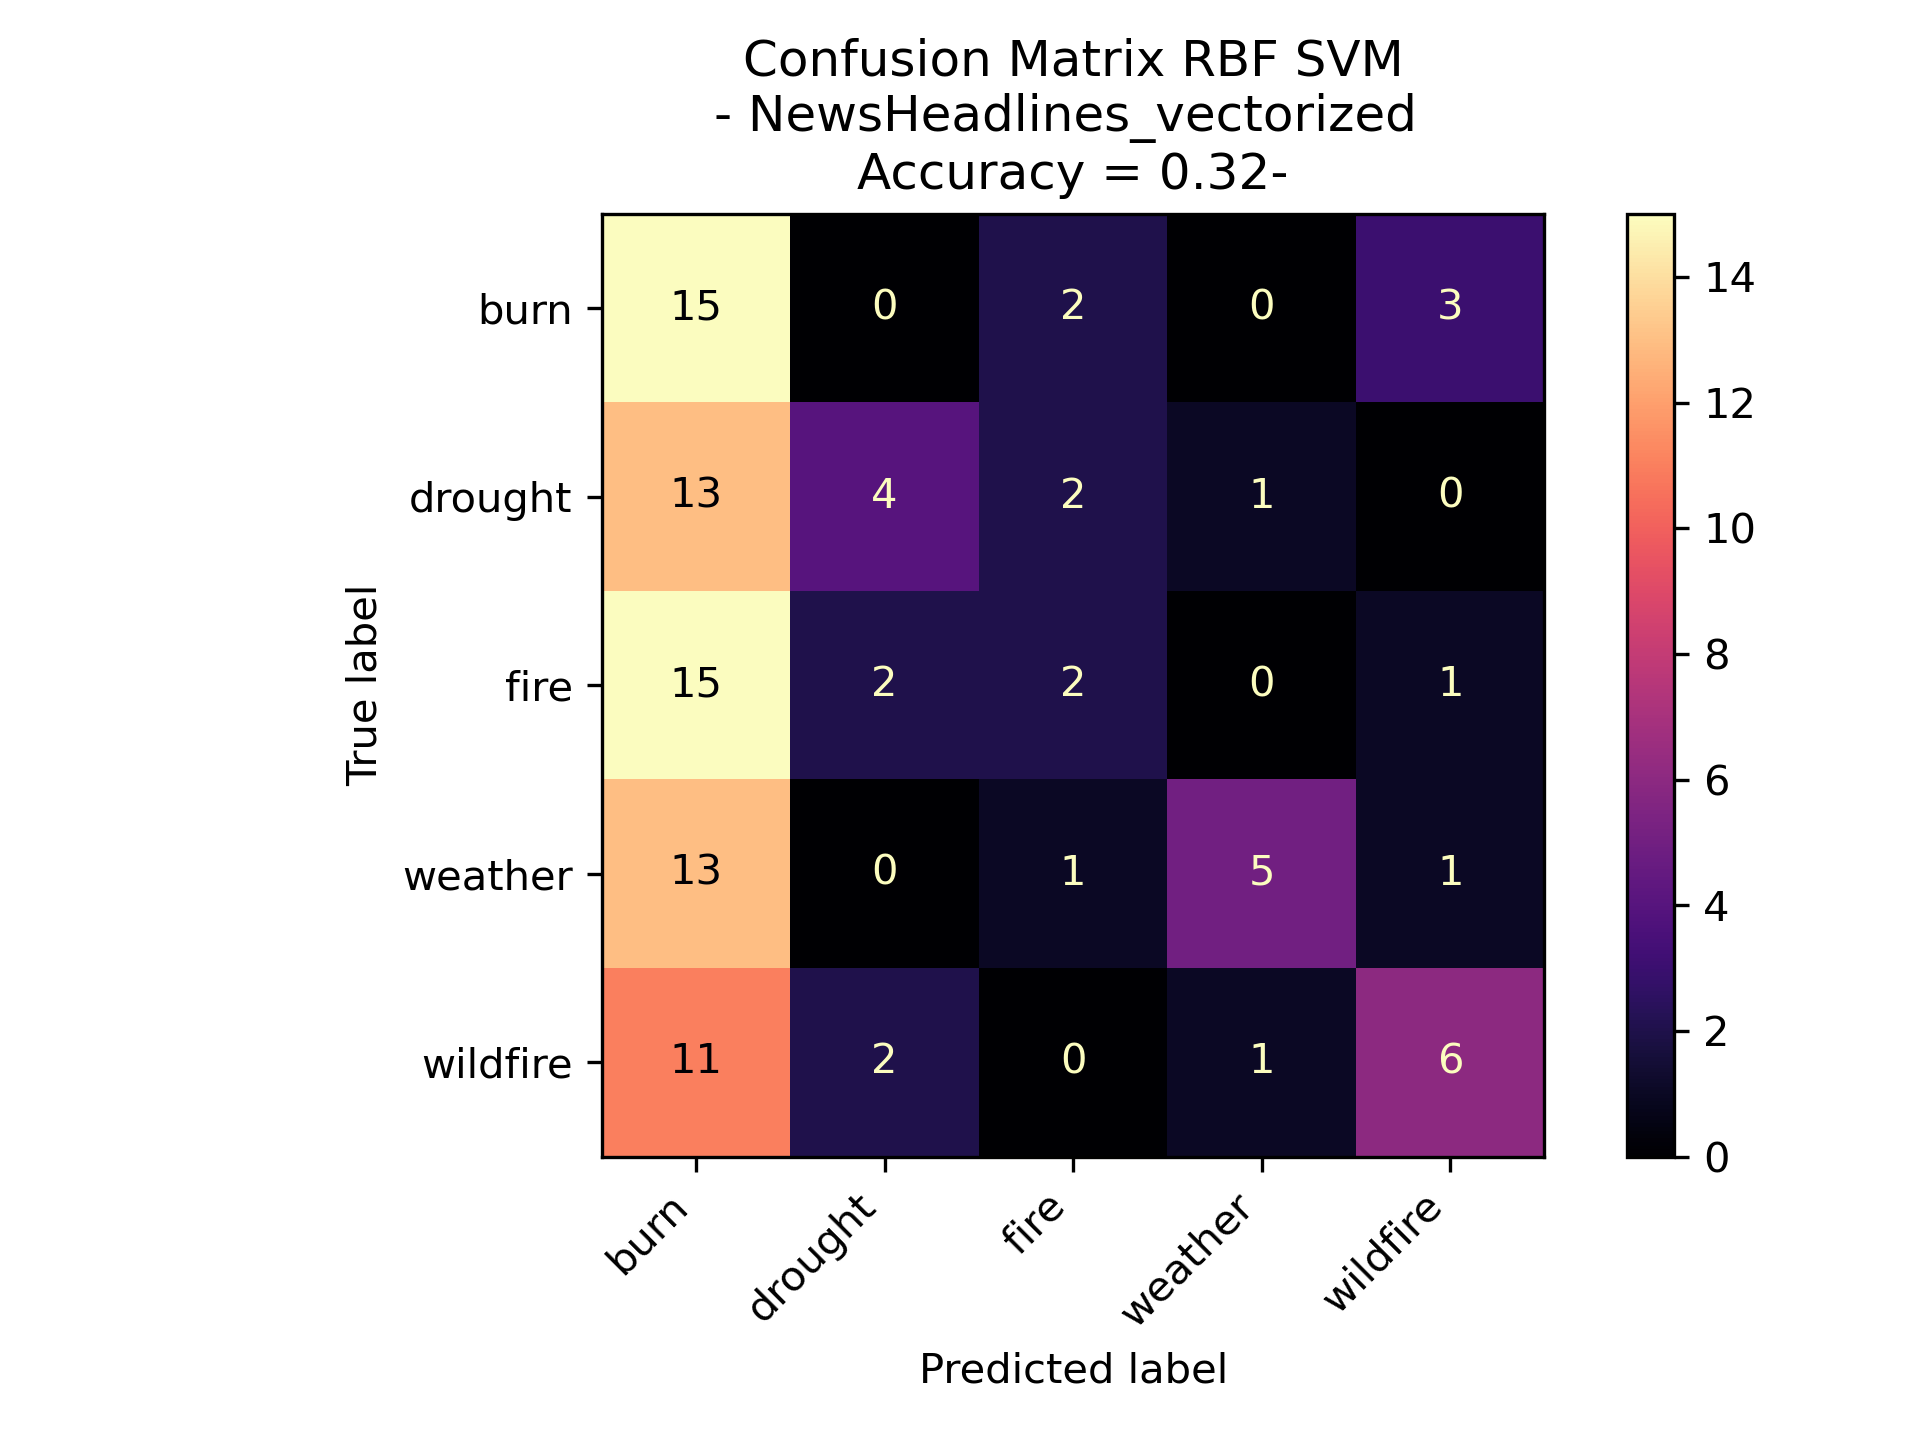 Confusion Matrix RBF SVM
- NewsHeadlines_vectorized
Accuracy = 0.32-
True label
burn 15 0 2 0 3
drought 13 4 2 1 0
fire 15 2 2 0 1
weather 13 0 1 5 1
wildfire 11 2 0 1 6
burn drought fire weather wildfire
Predicted label
14
12
10
8
6
4
2
0